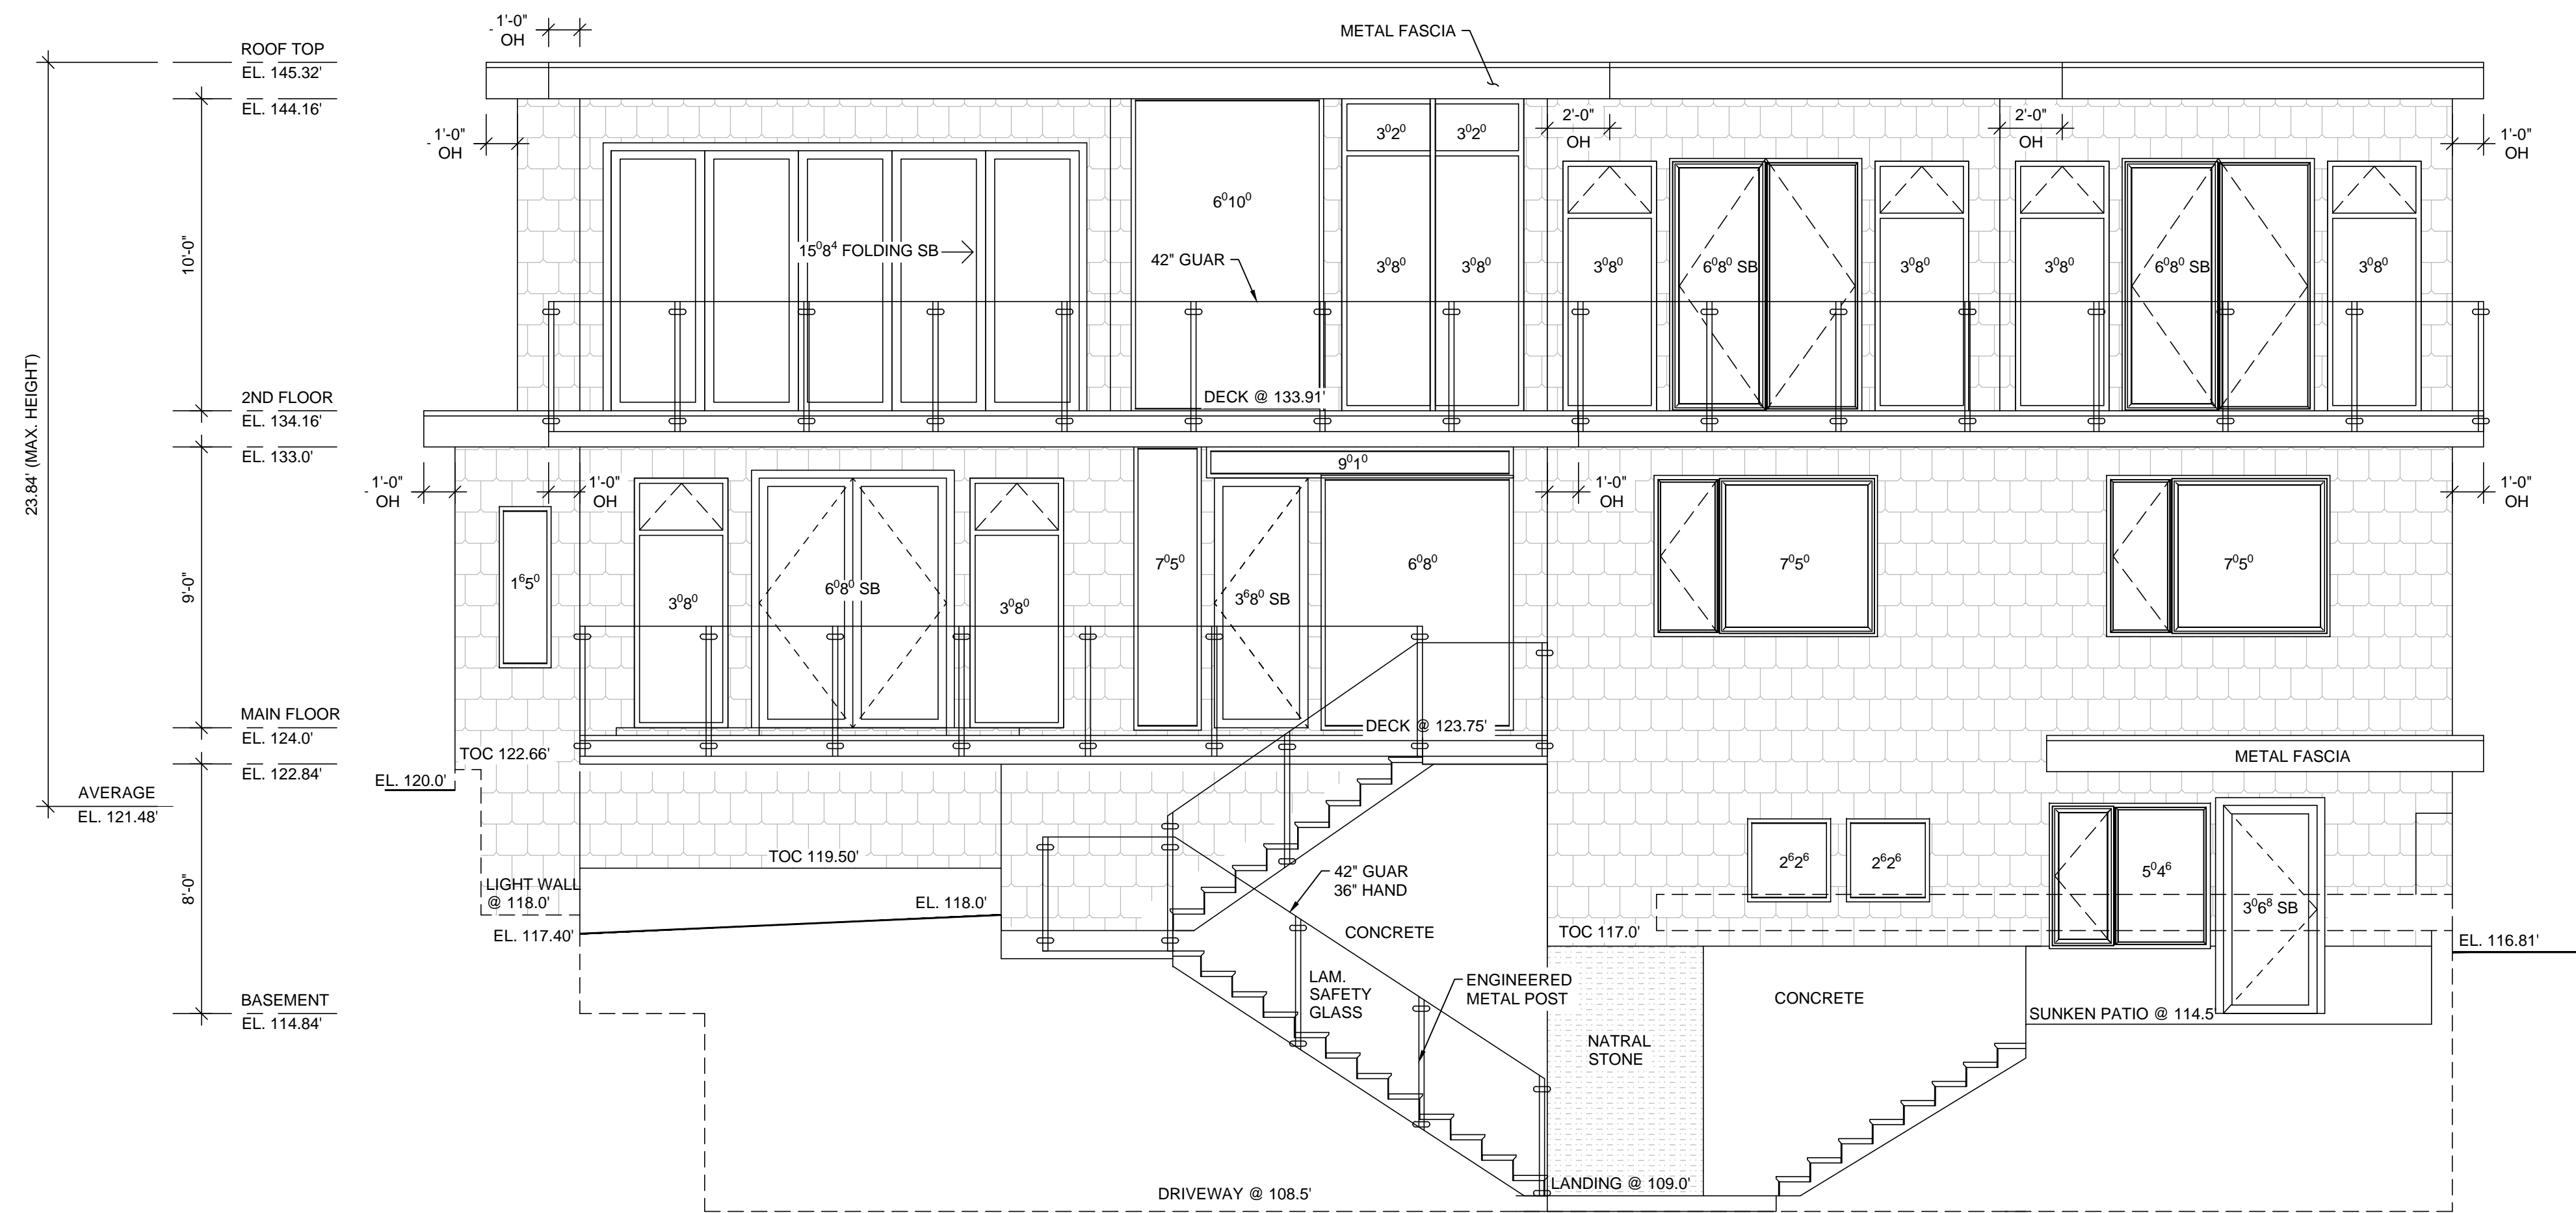 1'-0"
OH
METAL FASCIA
ROOF TOP
EL. 145.32'
EL. 144.16'
1'-0"
OH
2'-0"
OH
2'-0"
OH
1'-0"
OH
3⁰2⁰
3⁰2⁰
6⁰10⁰
10'-0"
15⁰8⁴ FOLDING SB
42" GUAR
3⁰8⁰
3⁰8⁰
3⁰8⁰
6⁰8⁰ SB
3⁰8⁰
3⁰8⁰
6⁰8⁰ SB
3⁰8⁰
DECK @ 133.91'
2ND FLOOR
EL. 134.16'
EL. 133.0'
23.84' (MAX. HEIGHT)
1'-0"
OH
1'-0"
OH
9⁰1⁰
1'-0"
OH
1'-0"
OH
9'-0"
1⁶5⁰
3⁰8⁰
6⁰8⁰ SB
3⁰8⁰
7⁰5⁰
3⁶8⁰ SB
6⁰8⁰
7⁰5⁰
7⁰5⁰
MAIN FLOOR
EL. 124.0'
DECK @ 123.75'
TOC 122.66'
EL. 122.84'
EL. 120.0'
METAL FASCIA
AVERAGE
EL. 121.48'
8'-0"
TOC 119.50'
LIGHT WALL
@ 118.0'
EL. 118.0'
EL. 117.40'
42" GUAR
36" HAND
CONCRETE
2⁶2⁶
2⁶2⁶
5⁰4⁶
3⁰6⁸ SB
TOC 117.0'
EL. 116.81'
LAM.
SAFETY
GLASS
ENGINEERED
METAL POST
CONCRETE
BASEMENT
EL. 114.84'
SUNKEN PATIO @ 114.5
NATRAL
STONE
DRIVEWAY @ 108.5'
LANDING @ 109.0'